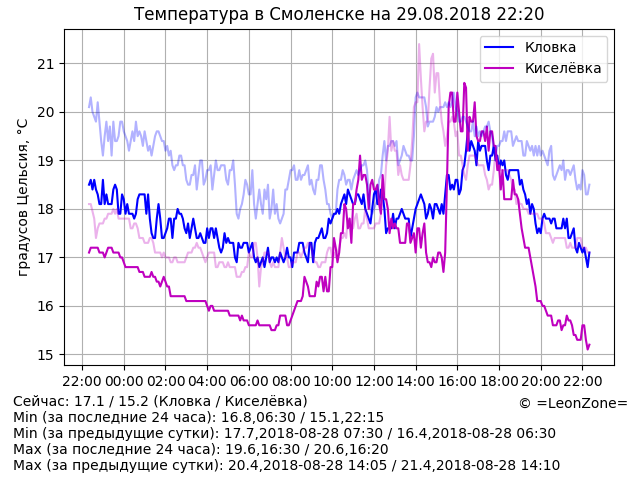 Температура в Смоленске на 29.08.2018 22:20
Кловка
Киселёвка
градусов Цельсия, °C
21
20
19
18
17
16
15
22:00 00:00 02:00 04:00 06:00 08:00 10:00 12:00 14:00 16:00 18:00 20:00 22:00
Сейчас: 17.1 / 15.2 (Кловка / Киселёвка)
© =LeonZone=
Min (за последние 24 часа): 16.8,06:30 / 15.1,22:15
Min (за предыдущие сутки): 17.7,2018-08-28 07:30 / 16.4,2018-08-28 06:30
Max (за последние 24 часа): 19.6,16:30 / 20.6,16:20
Max (за предыдущие сутки): 20.4,2018-08-28 14:05 / 21.4,2018-08-28 14:10